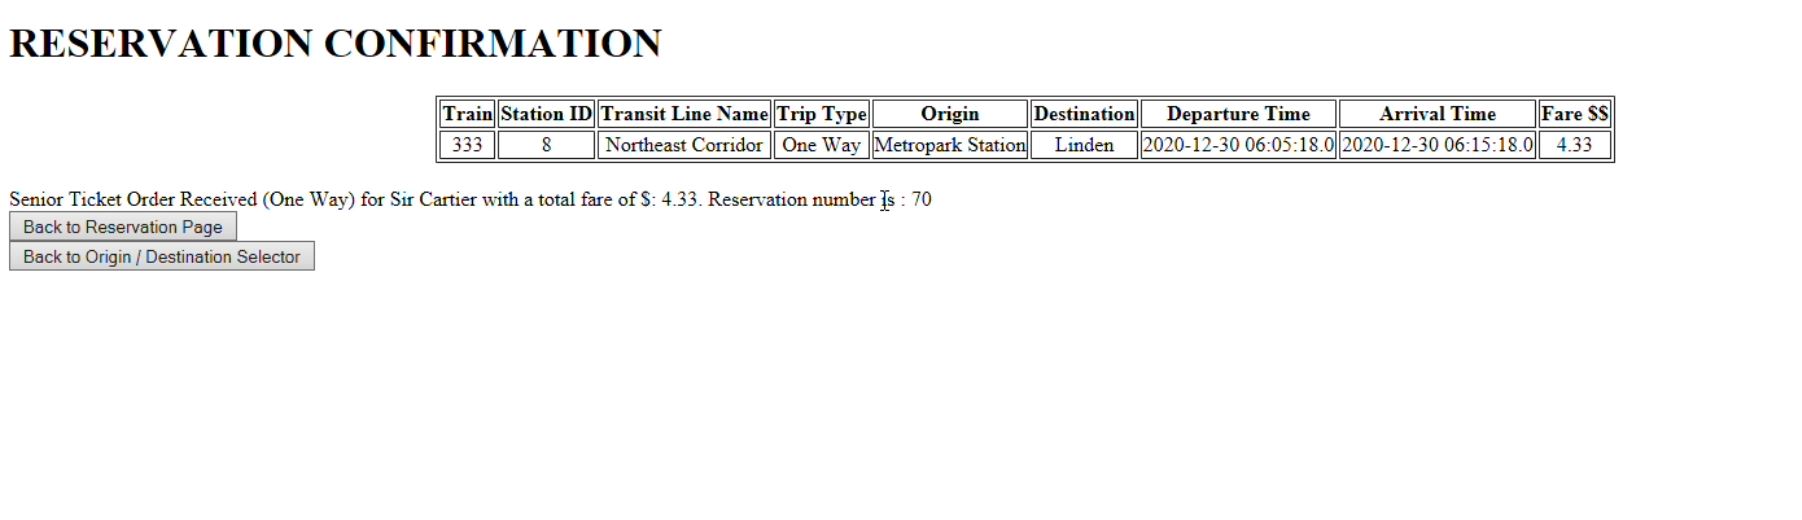 RESERVATION CONFIRMATION
Train Station ID Transit Line Name Trip Type Origin Destination Departure Time Arrival Time Fare $$
333 8 Northeast Corridor One Way Metropark Station Linden 2020-12-30 06:05:18.0 2020-12-30 06:15:18.0 4.33
Senior Ticket Order Received (One Way) for Sir Cartier with a total fare of $: 4.33. Reservation number is : 70
Back to Reservation Page
Back to Origin / Destination Selector